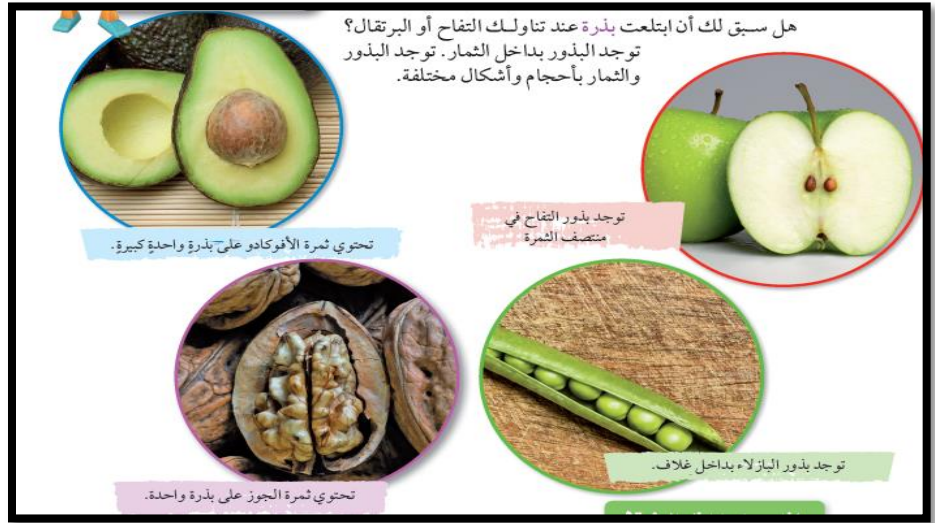 هل سبق لك أن ابتلعت بذرة عند تناولك التفاح أو البرتقال؟
توجد البذور بداخل الثمار. توجد البذور
والثمار بأحجام وأشكال مختلفة.
توجد بذور التفاح في
منتصف الثمرة
تحتوي ثمرة الأفوكادو على بذرةٍ واحدةٍ كبيرةٍ.
توجد بذور البازلاء بداخل غلاف.
تحتوي ثمرة الجوز على بذرة واحدة.